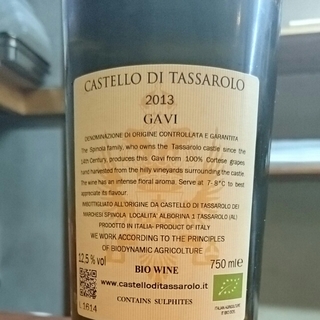 CASTELLO DI TASSAROLO
2013
GAVI
DENOMINAZIONE DI ORIGINE CONTROLLATA E GARANTITA
The Spinola family, who owns the Tassarolo castle since the
14th Century, produces this Gavi from 100% Cortese grapes
hand harvested from the hilly vineyards surrounding the castle.
The wine has an intense floral aroma. Serve at 7- 8°C to best
appreciate its flavour.
IMBOTTIGLIATO ALL'ORIGINE DA CASTELLO DI TASSAROLO DEI
MARCHESI SPINOLA LOCALITA' ALBORINA 1 TASSAROLO (AL)
PRODOTTO IN ITALIA- PRODUCT OF ITALY
WE WORK ACCORDING TO THE PRINCIPLES
OF BIODYNAMIC AGRICULTURE
12,5 % vol
750 ml e
BIO WINE
www.castelloditassarolo.it
CONTAINS SULPHITES
L 1614